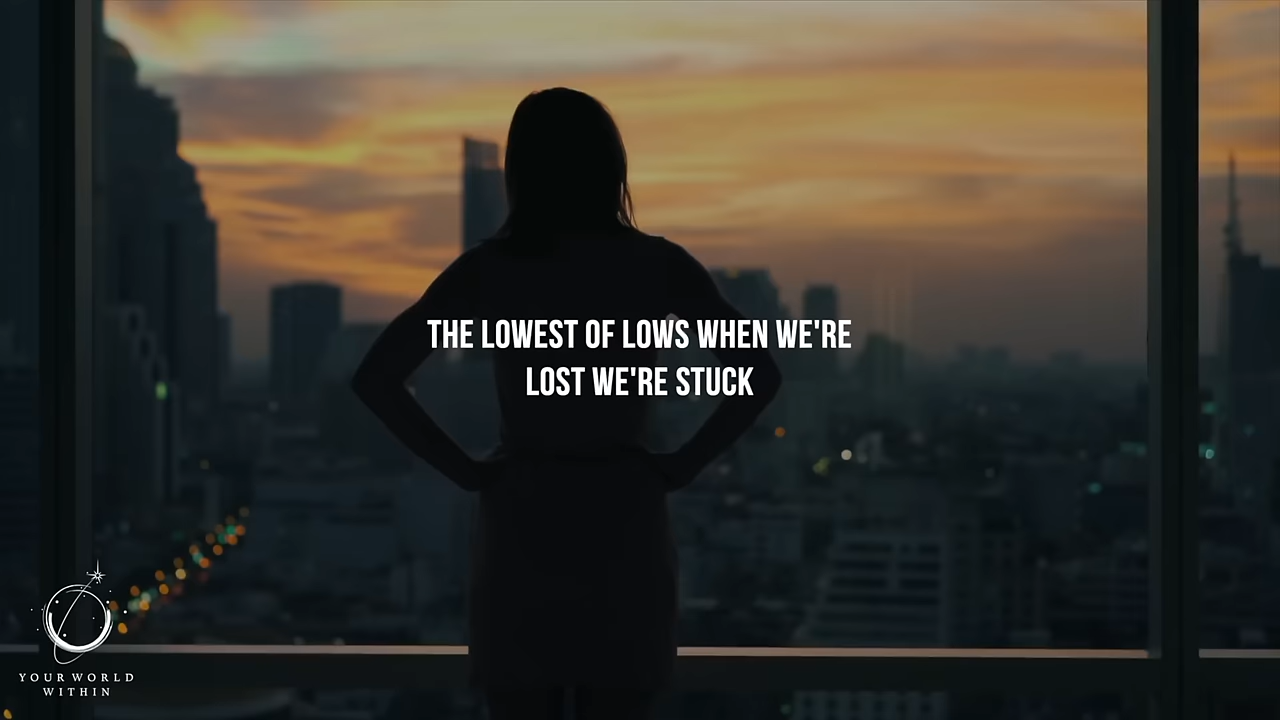 THE LOWEST OF LOWS WHEN WE'RE
LOST WE'RE STUCK
YOUR WORLD
WITHIN